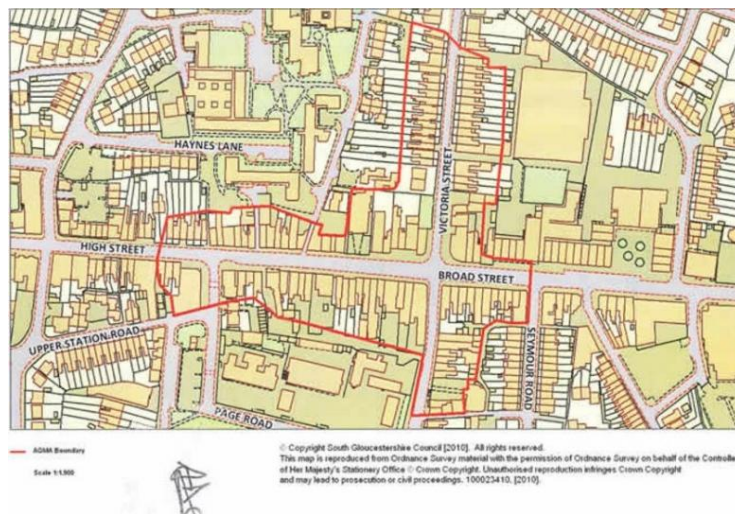 HAYNES LANE
VICTORIA STREET
HIGH STREET
BROAD STREET
UPPER STATION ROAD
SEYMOUR ROAD
PAGE ROAD
AQMA Boundary
Scale 1:1,900
© Copyright South Gloucestershire Council [2010]. All rights reserved.
This map is reproduced from Ordnance Survey material with the permission of Ordnance Survey on behalf of the Controlle
of Her Majesty's Stationery Office © Crown Copyright. Unauthorised reproduction infringes Crown Copyright
and may lead to prosecution or civil proceedings. 100023410, [2010].